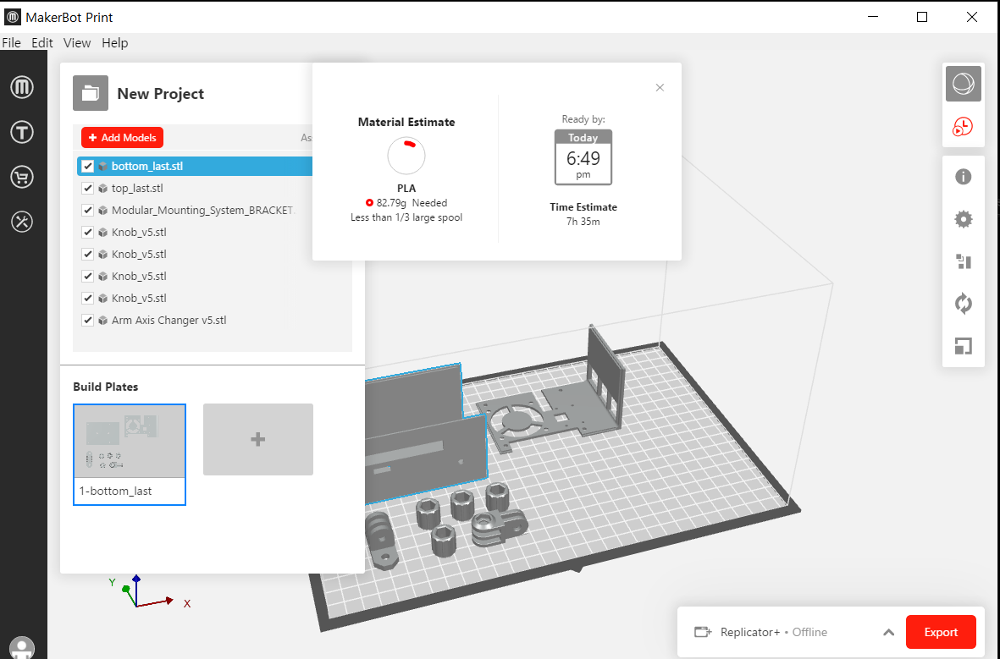 MakerBot Print
File Edit View Help
New Project
+ Add Models
bottom_last.stl
top_last.stl
Modular_Mounting_System_BRACKET.
Knob_v5.stl
Knob_v5.stl
Knob_v5.stl
Knob_v5.stl
Arm Axis Changer v5.stl
Build Plates
1-bottom_last
Material Estimate
PLA
82.79g Needed
Less than 1/3 large spool
Ready by:
Today
6:49
pm
Time Estimate
7h 35m
Y
X
Replicator+ • Offline
Export